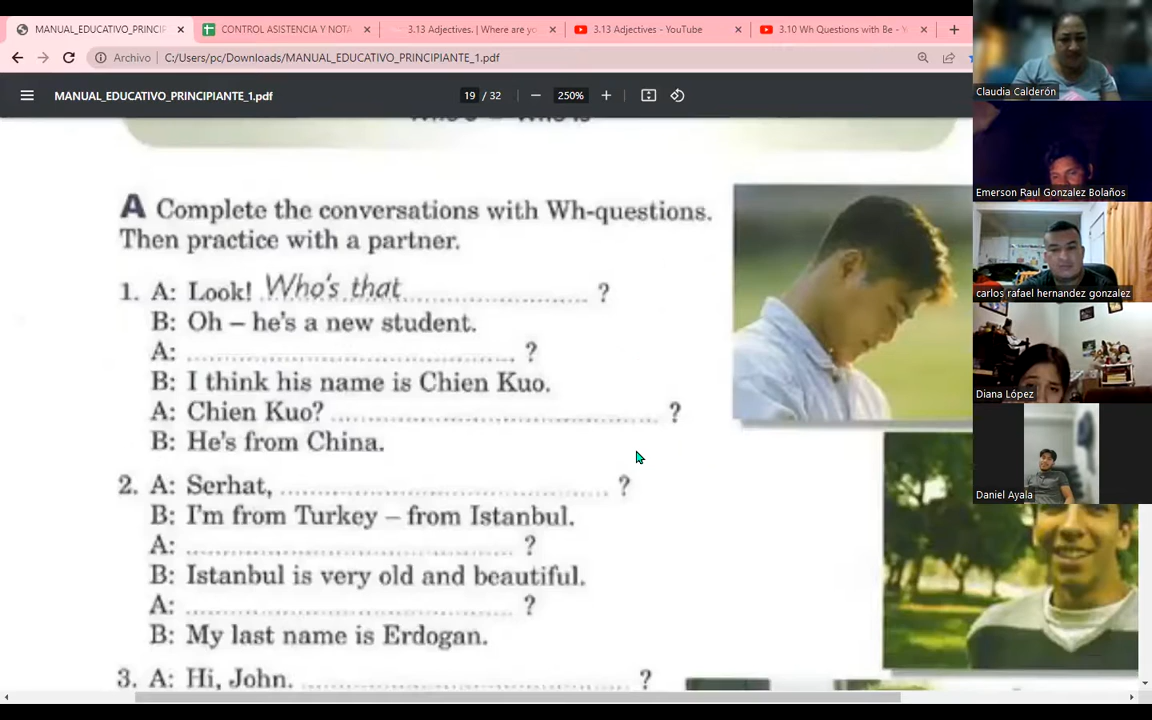 MANUAL_EDUCATIVO_PRINCIP
CONTROL ASISTENCIA Y NOTA
3.13 Adjectives. | Where are yo
3.13 Adjectives - YouTube
3.10 Wh Questions with Be - Y
Archivo
C:/Users/pc/Downloads/MANUAL_EDUCATIVO_PRINCIPIANTE_1.pdf
MANUAL_EDUCATIVO_PRINCIPIANTE_1.pdf
19 / 32
250%
A Complete the conversations with Wh-questions.
Then practice with a partner.
1. A: Look! Who's that ?
B: Oh – he's a new student.
A: ?
B: I think his name is Chien Kuo.
A: Chien Kuo? ?
B: He's from China.
2. A: Serhat, ?
B: I'm from Turkey – from Istanbul.
A: ?
B: Istanbul is very old and beautiful.
A: ?
B: My last name is Erdogan.
3. A: Hi, John. ?
Claudia Calderón
Emerson Raul Gonzalez Bolaños
carlos rafael hernandez gonzalez
Diana López
Daniel Ayala